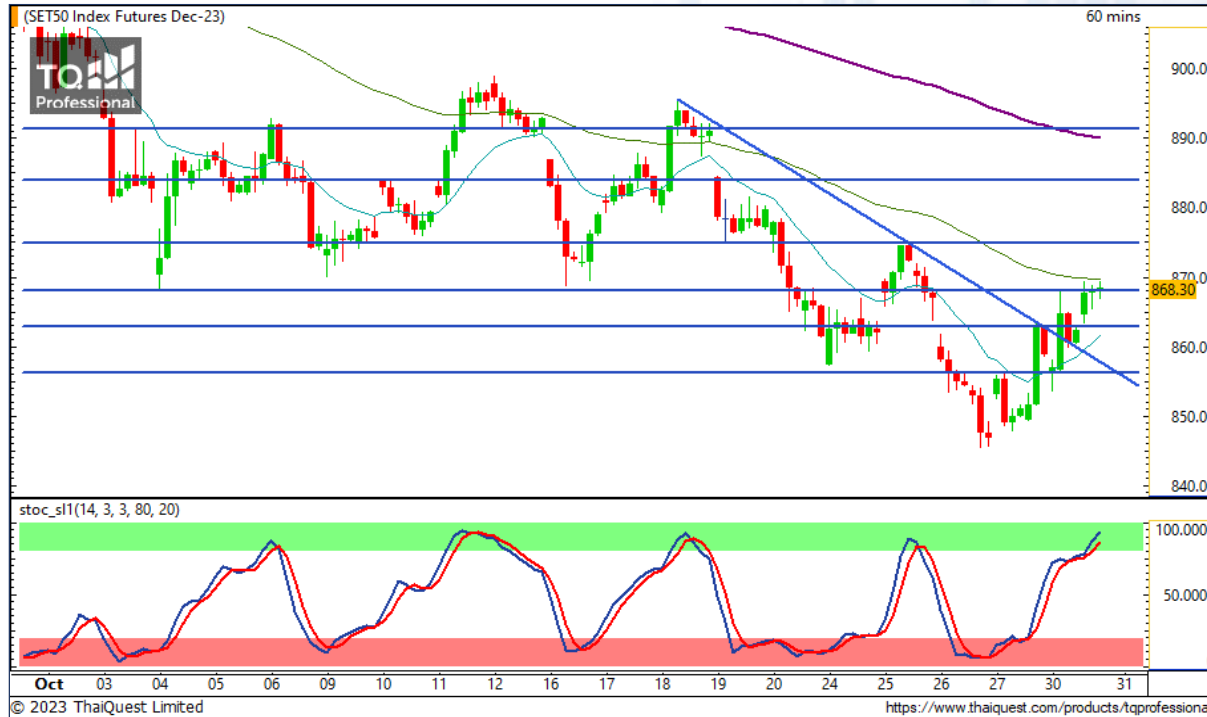 (SET50 Index Futures Dec-23)
60 mins
TQ
Professional
900.0
890.0
880.0
870.0
868.30
860.0
850.0
840.0
stoc_sl1(14, 3, 3, 80, 20)
100.000
50.000
Oct 03 04 05 06 09 10 11 12 16 17 18 19 20 24 25 26 27 30 31
© 2023 ThaiQuest Limited
https://www.thaiquest.com/products/tqprofessiona